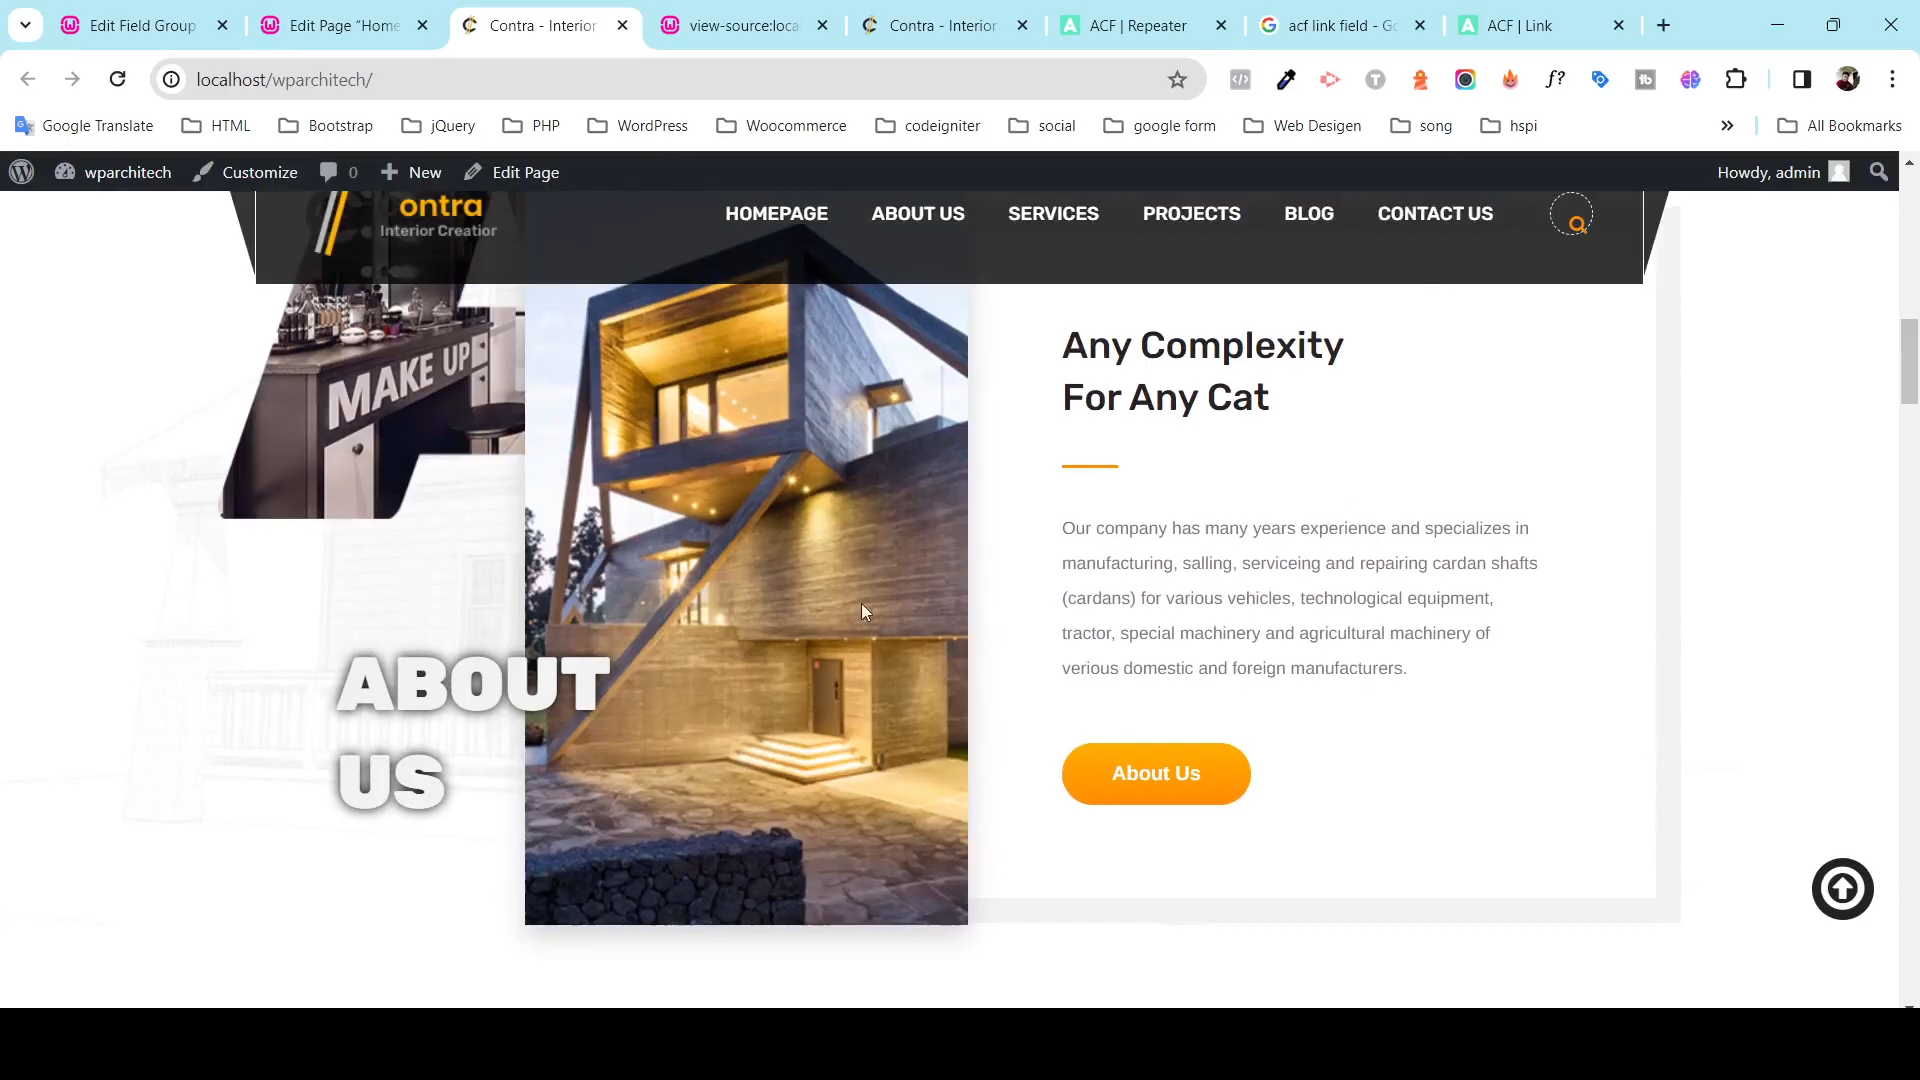 Edit Field Group
Edit Page “Home
Contra - Interior
view-source:loca
Contra - Interior
ACF | Repeater
acf link field - Go
ACF | Link
localhost/wparchitech/
Google Translate
HTML
Bootstrap
jQuery
PHP
WordPress
Woocommerce
codeigniter
social
google form
Web Desigen
song
hspi
All Bookmarks
wparchitech
Customize
0
New
Edit Page
Howdy, admin
ontra
Interior Creatior
HOMEPAGE
ABOUT US
SERVICES
PROJECTS
BLOG
CONTACT US
MAKE UP
Any Complexity
For Any Cat
Our company has many years experience and specializes in
manufacturing, salling, serviceing and repairing cardan shafts
(cardans) for various vehicles, technological equipment,
tractor, special machinery and agricultural machinery of
verious domestic and foreign manufacturers.
About Us
ABOUT
US